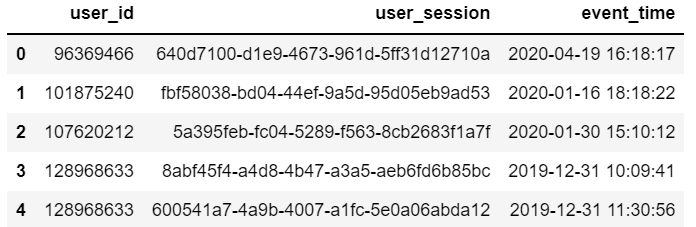 user_id user_session event_time
0 96369466 640d7100-d1e9-4673-961d-5ff31d12710a 2020-04-19 16:18:17
1 101875240 fbf58038-bd04-44ef-9a5d-95d05eb9ad53 2020-01-16 18:18:22
2 107620212 5a395feb-fc04-5289-f563-8cb2683f1a7f 2020-01-30 15:10:12
3 128968633 8abf45f4-a4d8-4b47-a3a5-aeb6fd6b85bc 2019-12-31 10:09:41
4 128968633 600541a7-4a9b-4007-a1fc-5e0a06abda12 2019-12-31 11:30:56